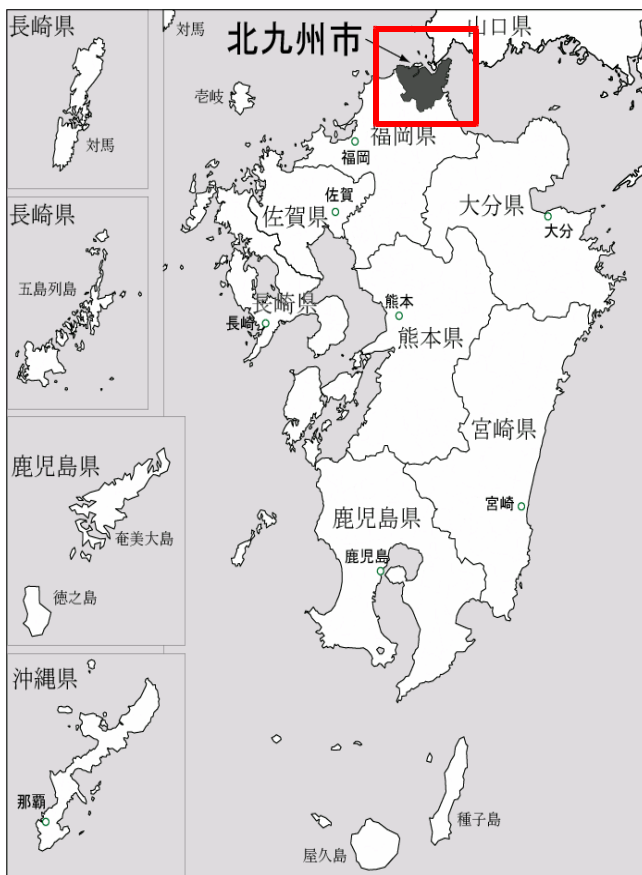 長崎県
対馬
対馬
北九州市
山口県
壱岐
福岡県
福岡
長崎県
五島列島
佐賀
佐賀県
大分県
大分
長崎県
長崎
熊本
熊本県
宮崎県
宮崎
鹿児島県
奄美大島
徳之島
鹿児島県
鹿児島
沖縄県
那覇
種子島
屋久島